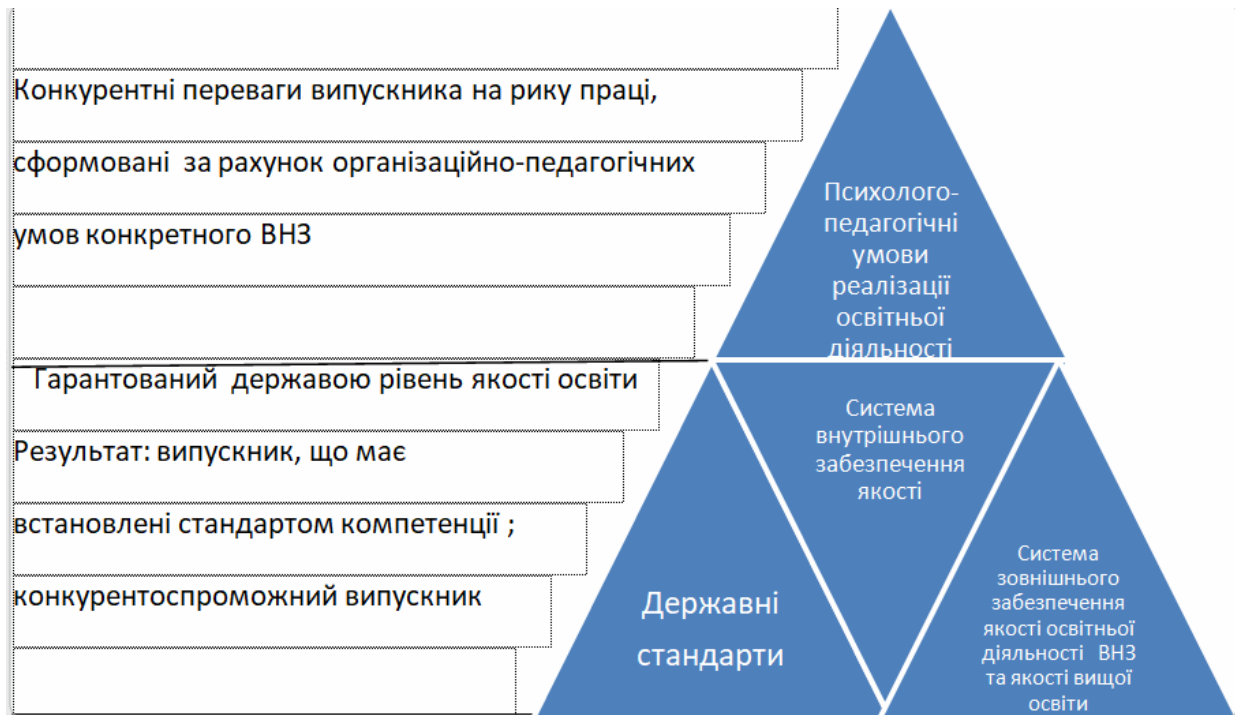 Конкурентні переваги випускника на рику праці,
сформовані за рахунок організаційно-педагогічних
умов конкретного ВНЗ
Гарантований державою рівень якості освіти
Результат: випускник, що має
встановлені стандартом компетенції ;
конкурентоспроможний випускник
Психолого-
педагогічні
умови
реалізації
освітньої
діяльності
Система
внутрішнього
забезпечення
якості
Державні
стандарти
Система
зовнішнього
забезпечення
якості освітньої
діяльності ВНЗ
та якості вищої
освіти